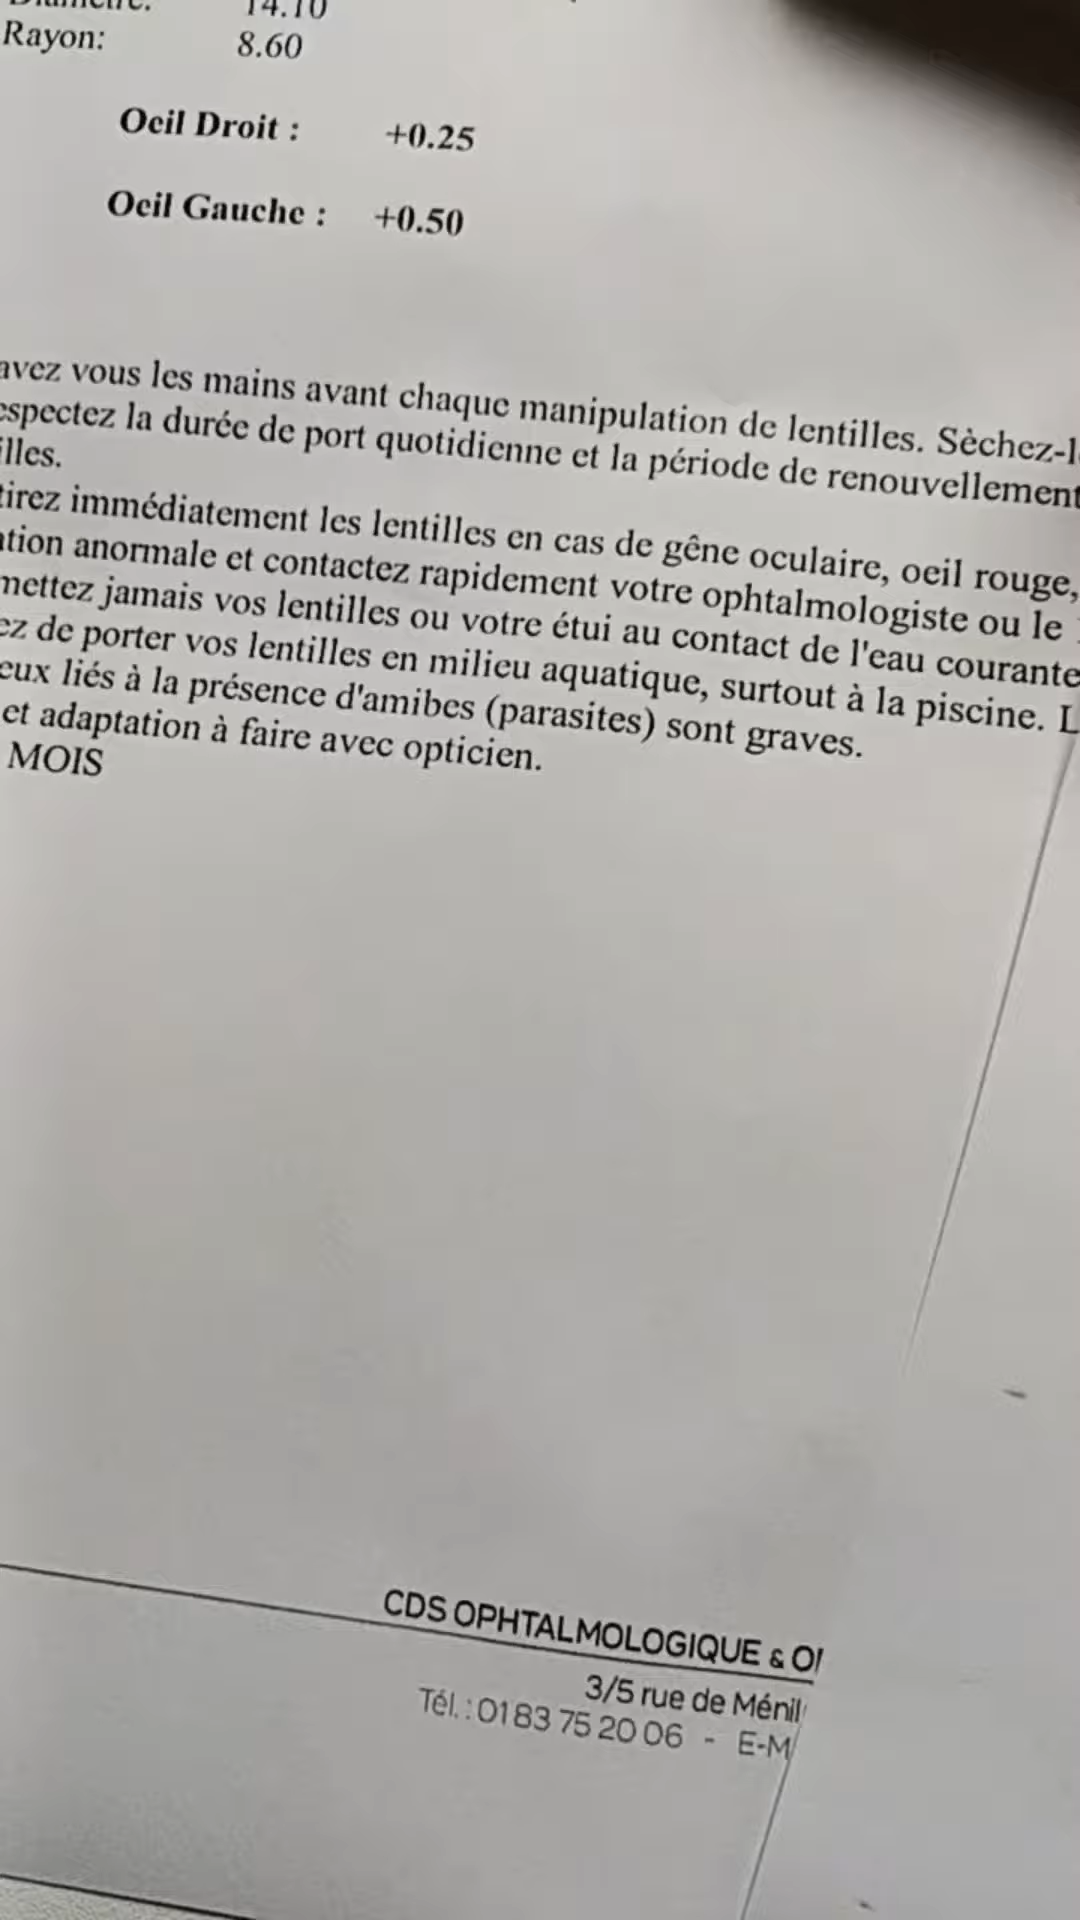 14.10
Rayon: 8.60
Oeil Droit : +0.25
Oeil Gauche : +0.50
avez vous les mains avant chaque manipulation de lentilles. Sèchez-l
espectez la durée de port quotidienne et la période de renouvellement
illes.
tirez immédiatement les lentilles en cas de gêne oculaire, oeil rouge,
ation anormale et contactez rapidement votre ophtalmologiste ou le
mettez jamais vos lentilles ou votre étui au contact de l'eau courante
ez de porter vos lentilles en milieu aquatique, surtout à la piscine. L
eux liés à la présence d'amibes (parasites) sont graves.
et adaptation à faire avec opticien.
MOIS
CDS OPHTALMOLOGIQUE & O
3/5 rue de Ménil
Tél. : 01 83 75 20 06 - E-M